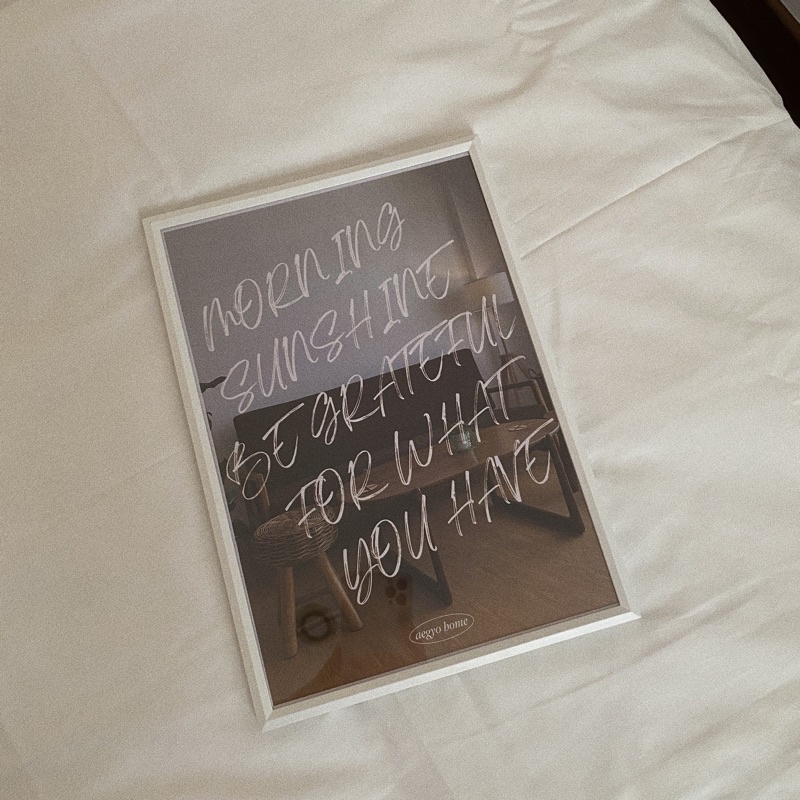 MORNING
SUNSHINE
BE GRATEFUL
FOR WHAT
YOU HAVE
aegyo home